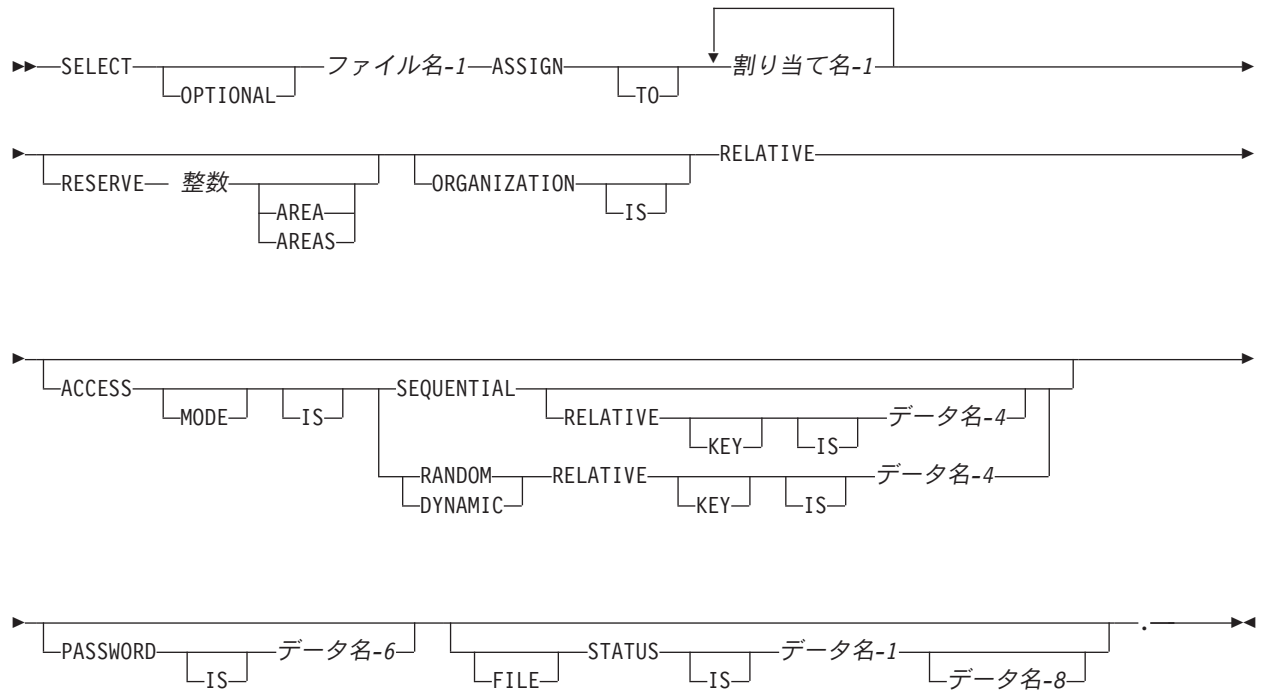 SELECT OPTIONAL ファイル名-1 ASSIGN TO 割り当て名-1
RESERVE 整数 AREA AREAS ORGANIZATION IS RELATIVE
ACCESS MODE IS SEQUENTIAL RELATIVE KEY IS データ名-4
RANDOM DYNAMIC RELATIVE KEY IS データ名-4
PASSWORD IS データ名-6 FILE STATUS IS データ名-1 データ名-8 .